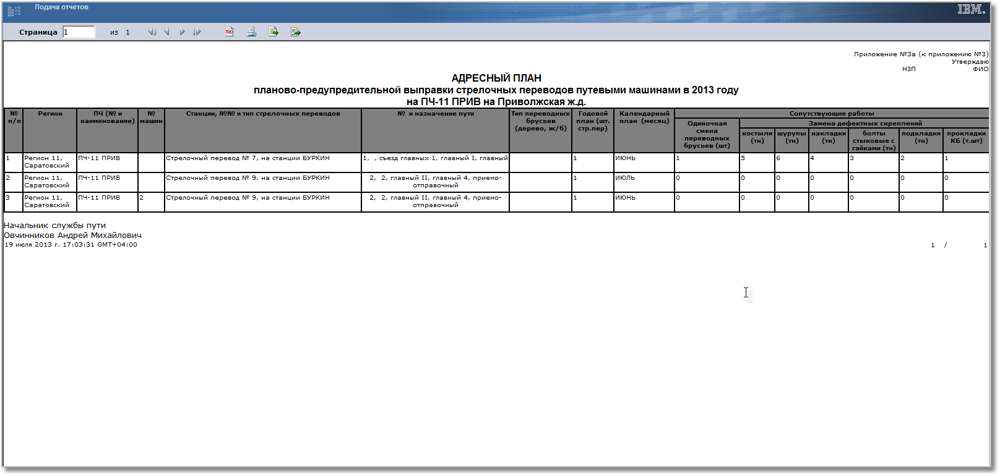 Подача отчетов
IBM.
Страница 1 из 1
TOC
Приложение №3а (к приложению №3)
Утверждаю
НЗП ФИО
АДРЕСНЫЙ ПЛАН
планово-предупредительной выправки стрелочных переводов путевыми машинами в 2013 году
на ПЧ-11 ПРИВ на Приволжская ж.д.
№ п/п
Регион
ПЧ (№ и
наименование)
№
машин
Станции, №№ и тип стрелочных переводов
№ и назначение пути
Тип переводных
брусьев
(дерево, ж/б)
Годовой
план (шт.
стр.пер)
Календарный
план (месяц)
Сопутствующие работы
Одиночная
смена
переводных
брусьев (шт)
Замена дефектных скреплений
костыли
(тн)
шурупы
(тн)
накладки
(тн)
болты
стыковые с
гайками (тн)
подкладки
(тн)
прокладки
КБ (т.шт)
1 Регион 11, ПЧ-11 ПРИВ Стрелочный перевод № 7, на станции БУРКИН 1, , съезд главных 1, главный I, главный 1 ИЮНЬ 1 5 6 4 3 2 1
Саратовский
2 Регион 11, ПЧ-11 ПРИВ Стрелочный перевод № 9, на станции БУРКИН 2, 2, главный II, главный 4, приемо- 1 ИЮЛЬ 0 0 0 0 0 0 0
Саратовский отправочный
3 Регион 11, ПЧ-11 ПРИВ 2 Стрелочный перевод № 9, на станции БУРКИН 2, 2, главный II, главный 4, приемо- 1 ИЮНЬ 0 0 0 0 0 0 0
Саратовский отправочный
Начальник службы пути
Овчинников Андрей Михайлович
19 июля 2013 г. 17:03:31 GMT+04:00 1 / 1